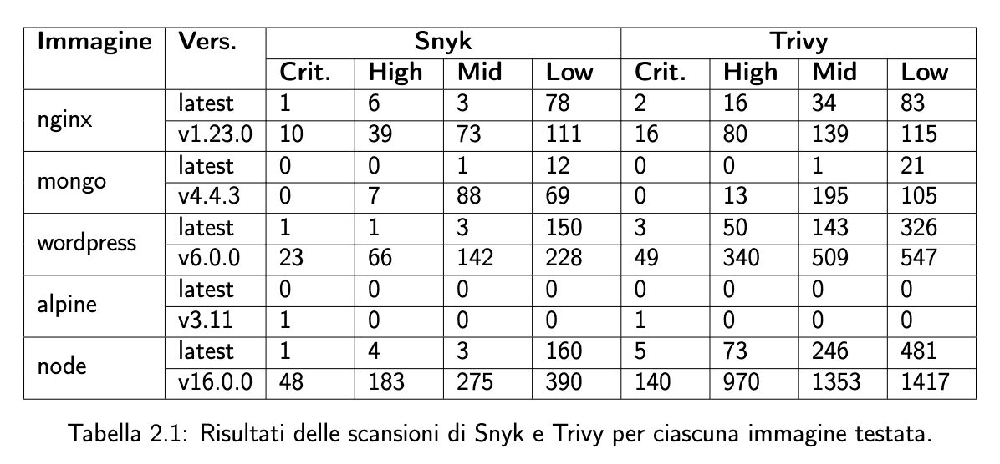 Immagine Vers. Snyk Trivy
Crit. High Mid Low Crit. High Mid Low
nginx
latest 1 6 3 78 2 16 34 83
v1.23.0 10 39 73 111 16 80 139 115
mongo
latest 0 0 1 12 0 0 1 21
v4.4.3 0 7 88 69 0 13 195 105
wordpress
latest 1 1 3 150 3 50 143 326
v6.0.0 23 66 142 228 49 340 509 547
alpine
latest 0 0 0 0 0 0 0 0
v3.11 1 0 0 0 1 0 0 0
node
latest 1 4 3 160 5 73 246 481
v16.0.0 48 183 275 390 140 970 1353 1417
Tabella 2.1: Risultati delle scansioni di Snyk e Trivy per ciascuna immagine testata.